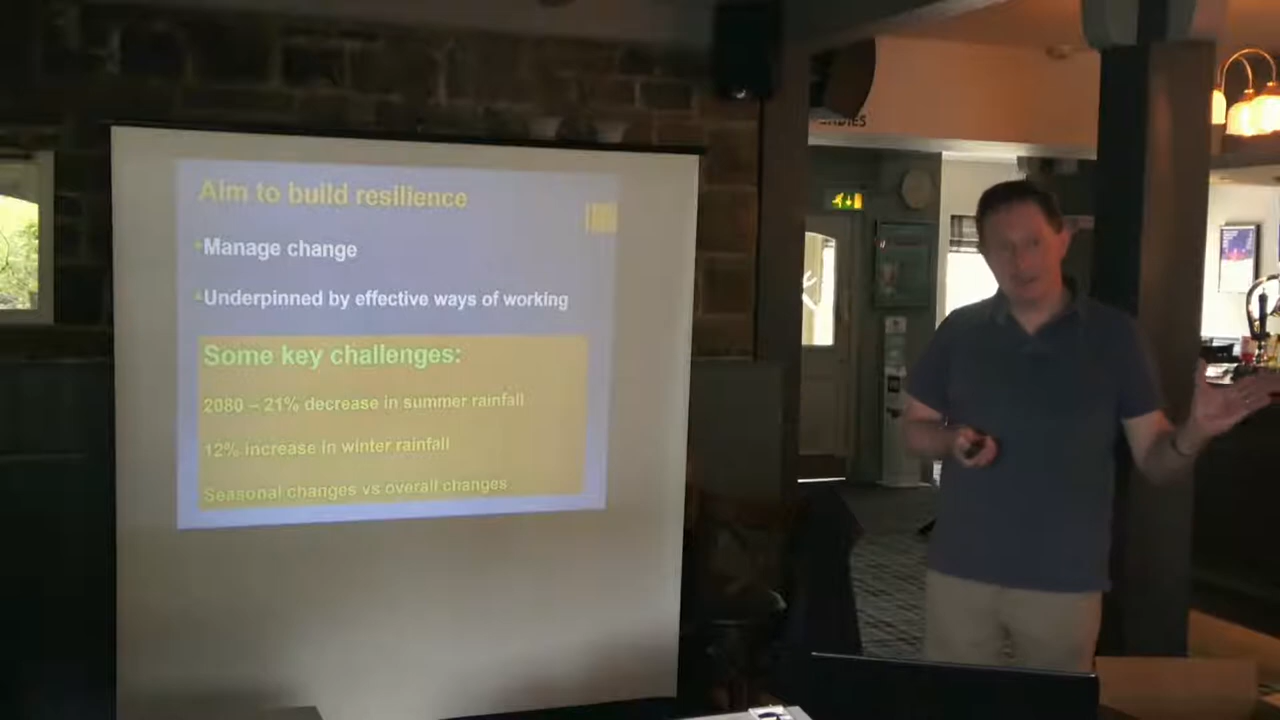 Aim to build resilience
Manage change
Underpinned by effective ways of working
Some key challenges:
2080 – 21% decrease in summer rainfall
12% increase in winter rainfall
Seasonal changes vs overall changes
LADIES